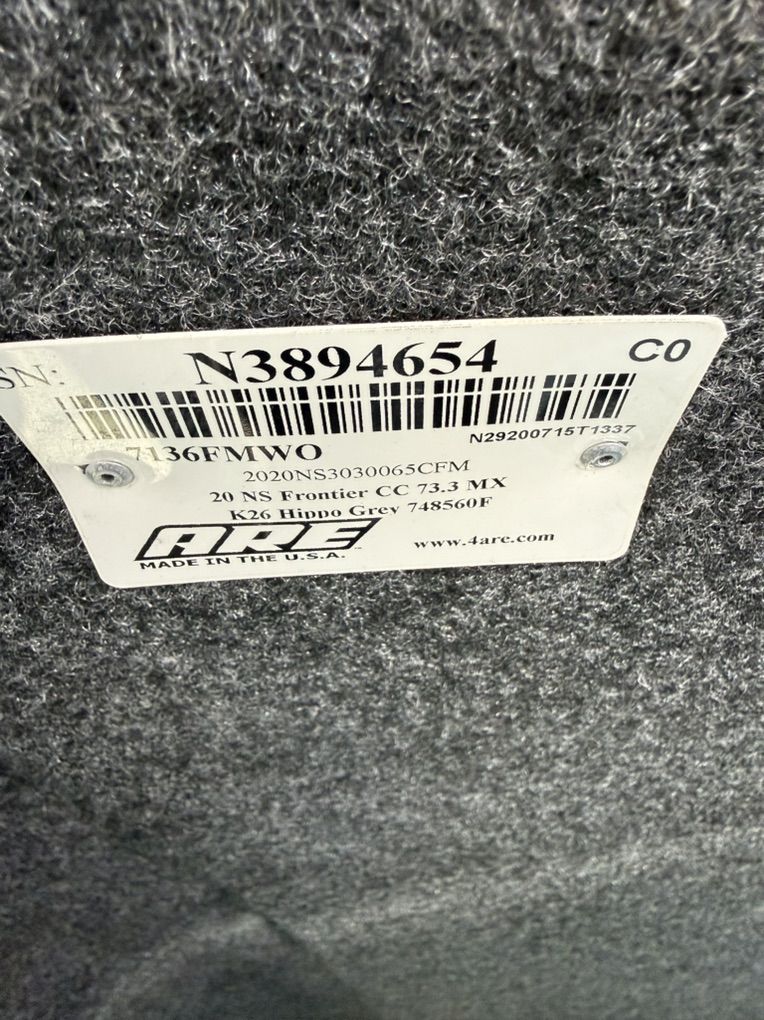 SN: N3894654 C0
N29200715T1337
7136FMWO
2020NS3030065CFM
20 NS Frontier CC 73.3 MX
K26 Hippo Grey 748560F
ARE www.4are.com
MADE IN THE U.S.A.